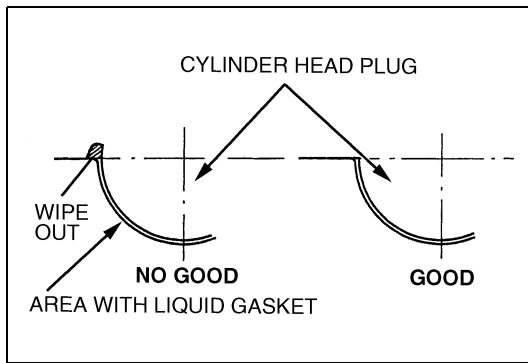 CYLINDER HEAD PLUG
WIPE
OUT
NO GOOD
GOOD
AREA WITH LIQUID GASKET